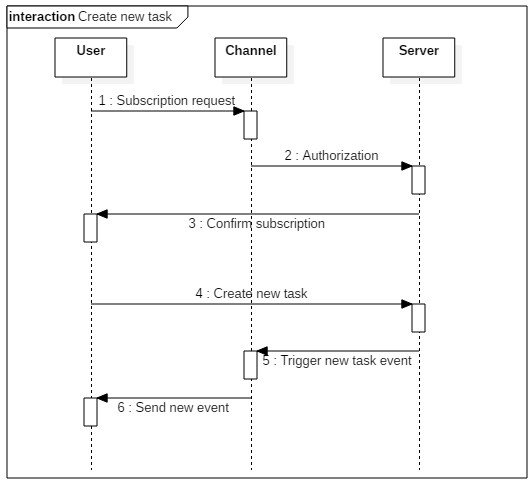 interaction Create new task
User
Channel
Server
1 : Subscription request
2 : Authorization
3 : Confirm subscription
4 : Create new task
5 : Trigger new task event
6 : Send new event